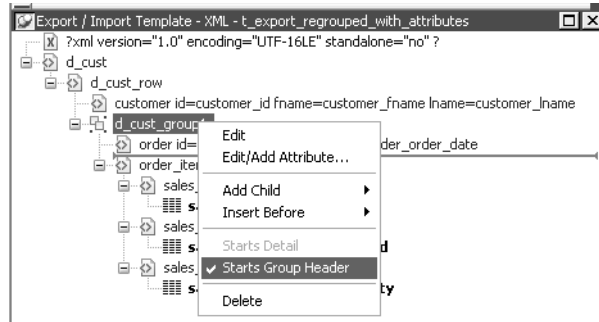 Export / Import Template - XML - t_export_regrouped_with_attributes
?xml version="1.0" encoding="UTF-16LE" standalone="no" ?
d_cust
d_cust_row
customer id=customer_id fname=customer_fname lname=customer_lname
d_cust_group
order id= der_order_date
order_
sales_
s
sales_
s d
sales_
s ty
Edit
Edit/Add Attribute...
Add Child
Insert Before
Starts Detail
Starts Group Header
Delete